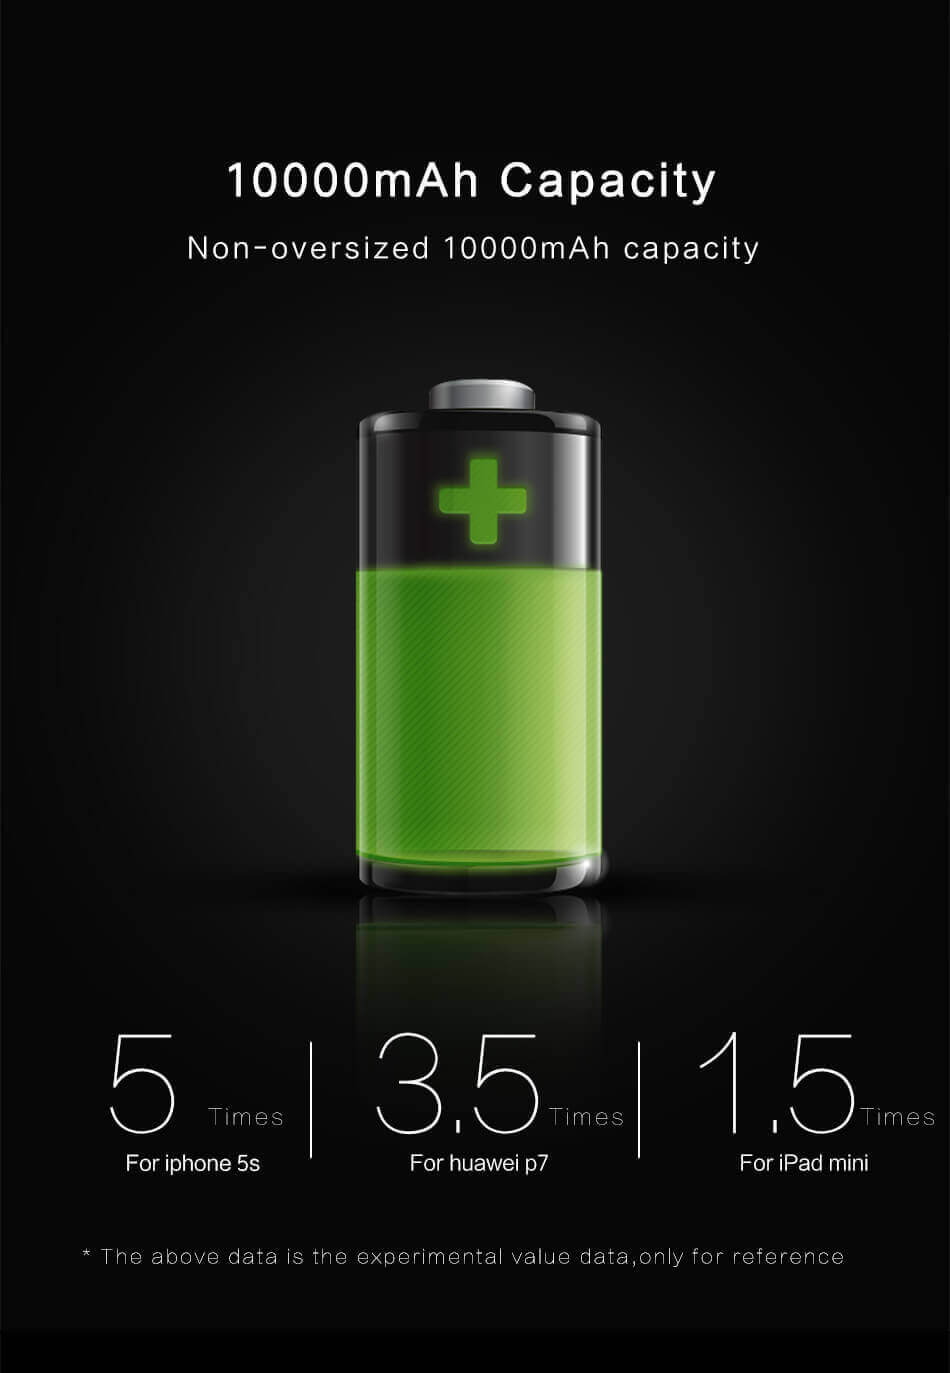 10000mAh Capacity
Non-oversized 10000mAh capacity
5 Times
For iphone 5s
3.5 Times
For huawei p7
1.5 Times
For iPad mini
* The above data is the experimental value data,only for reference